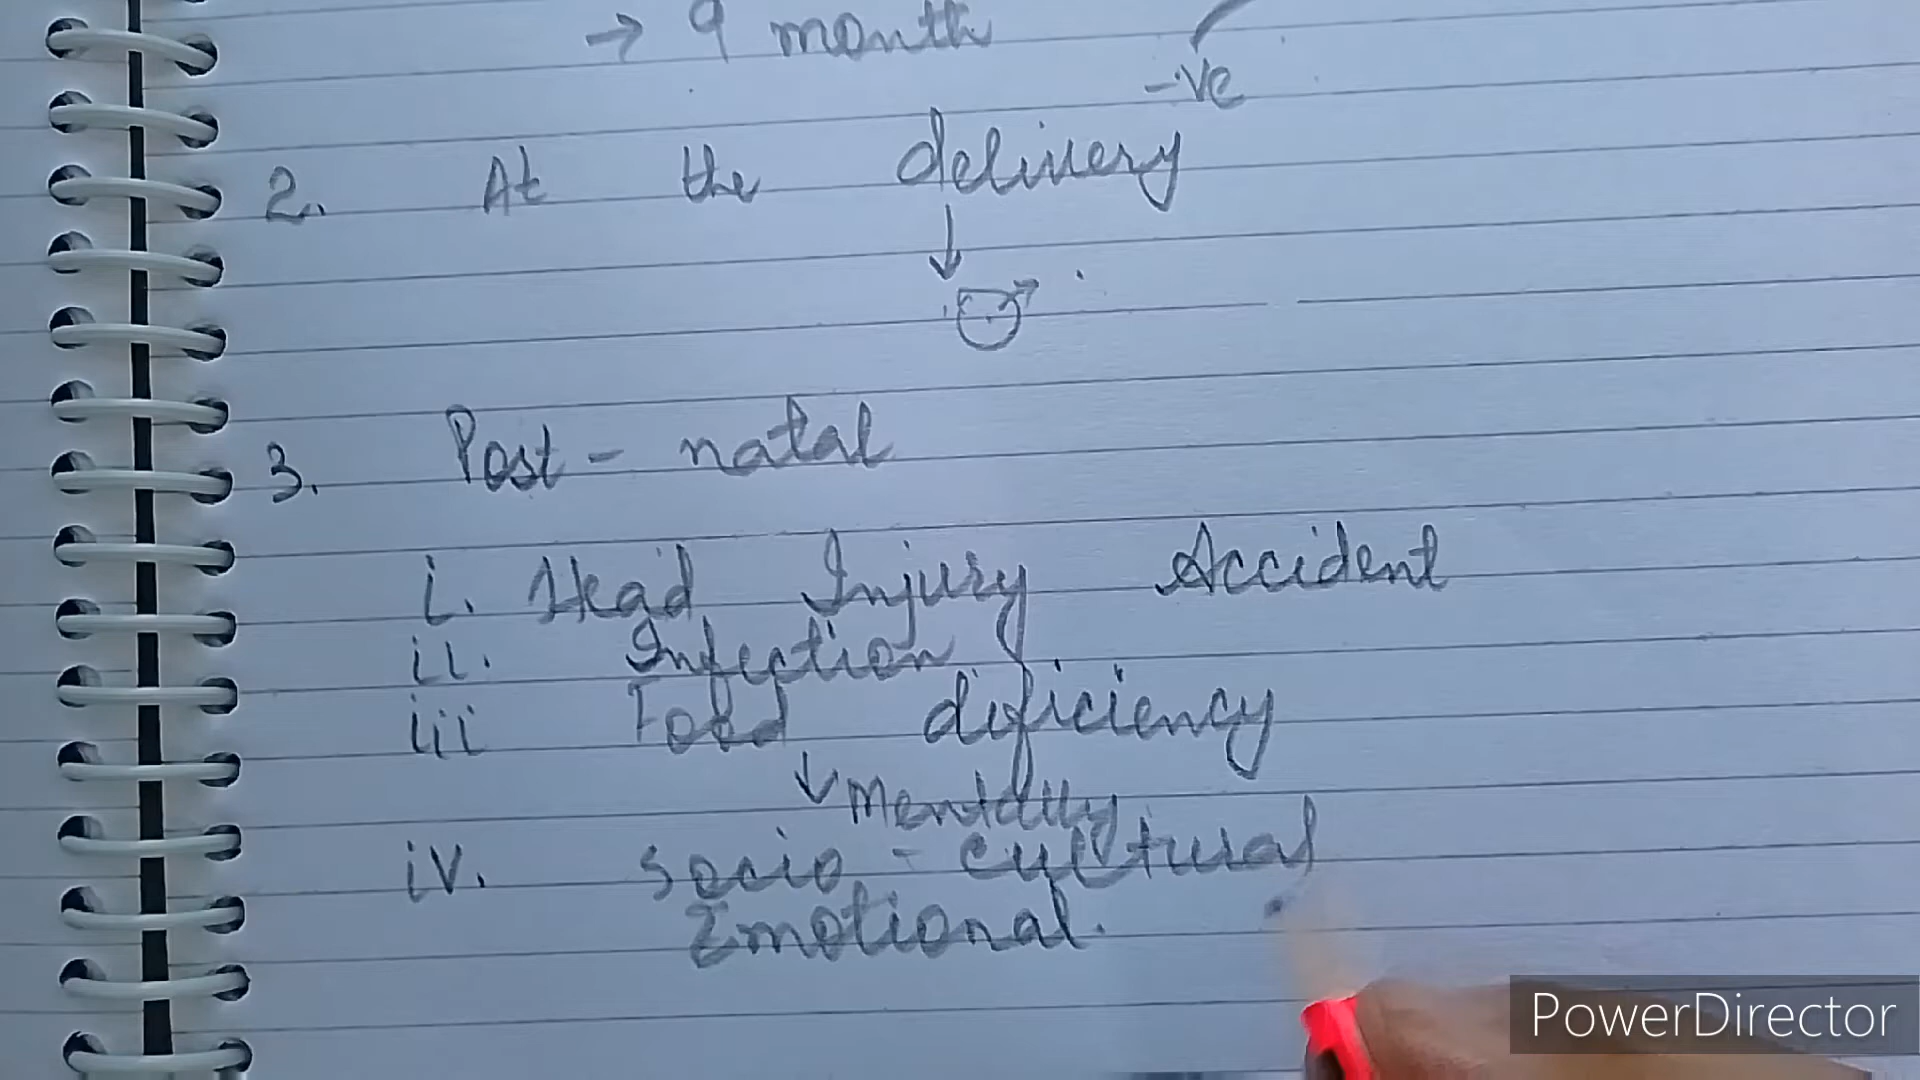 → 9 month
-ve
2. At the delivery
↓
3. Post - natal
i. Head Injury Accident
ii. Infection
iii Food dificiency
↓ Mentally
iv. Socio - cultural
Emotional.
PowerDirector